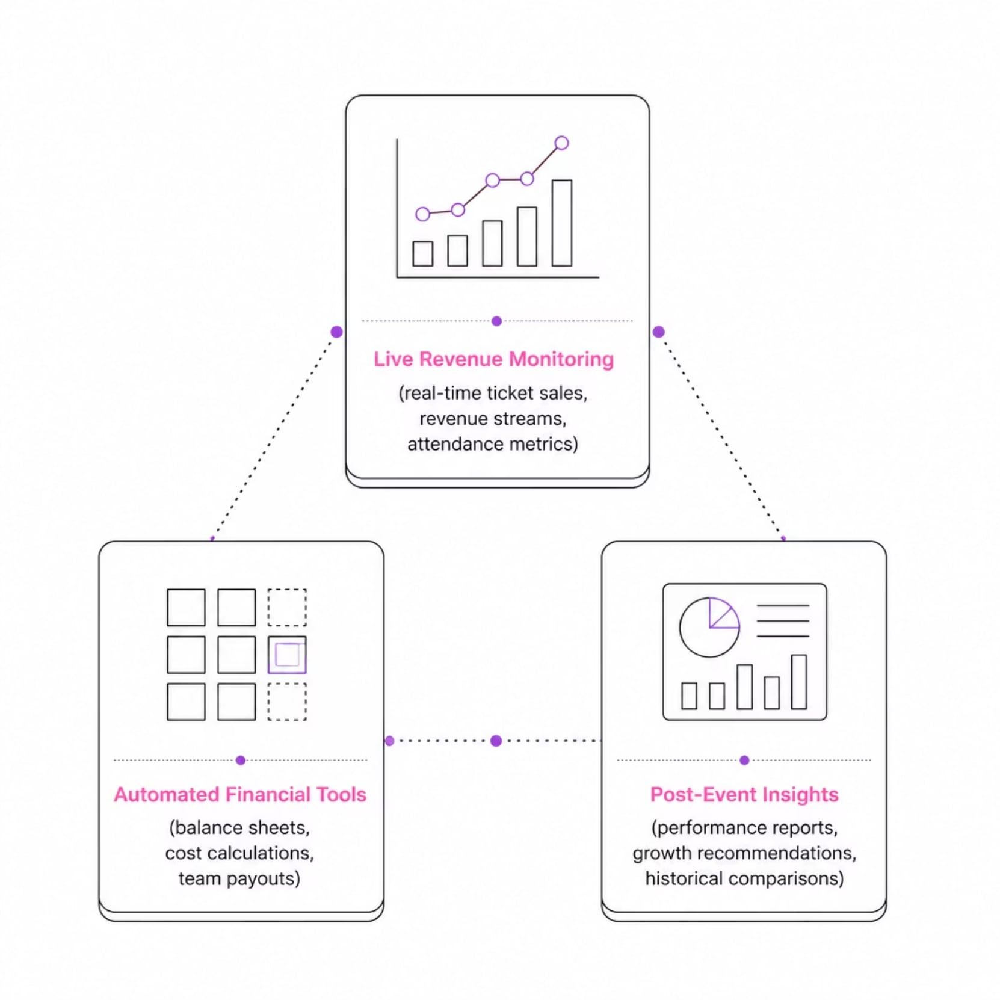 Live Revenue Monitoring
(real-time ticket sales,
revenue streams,
attendance metrics)
Automated Financial Tools
(balance sheets,
cost calculations,
team payouts)
Post-Event Insights
(performance reports,
growth recommendations,
historical comparisons)